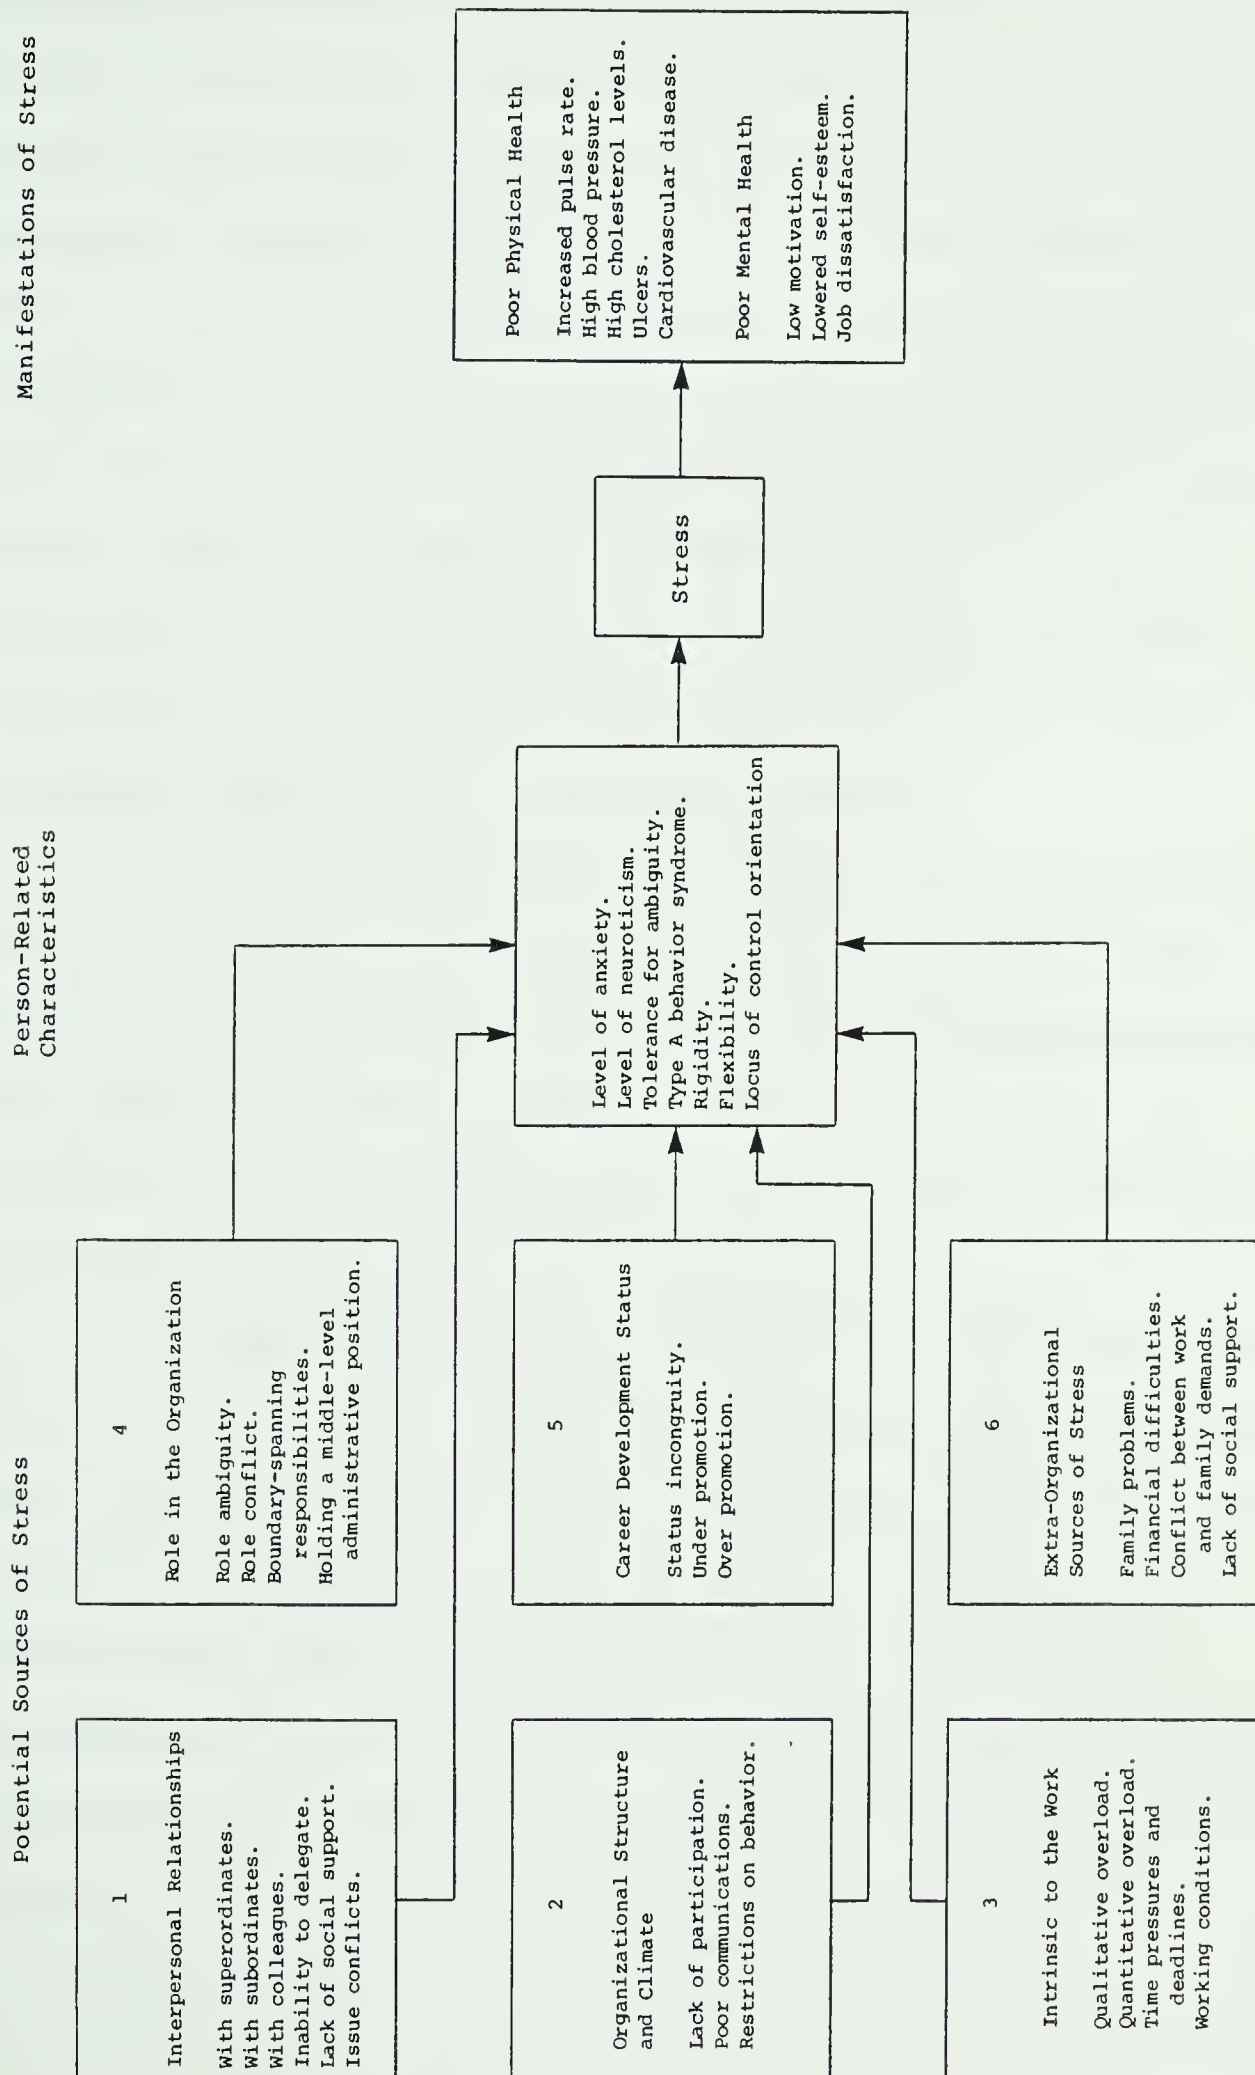 Potential Sources of Stress
Person-Related
Characteristics
Manifestations of Stress
1
Interpersonal Relationships
With superordinates.
With subordinates.
With colleagues.
Inability to delegate.
Lack of social support.
Issue conflicts.
2
Organizational Structure
and Climate
Lack of participation.
Poor communications.
Restrictions on behavior.
3
Intrinsic to the Work
Qualitative overload.
Quantitative overload.
Time pressures and
deadlines.
Working conditions.
4
Role in the Organization
Role ambiguity.
Role conflict.
Boundary-spanning
responsibilities.
Holding a middle-level
administrative position.
5
Career Development Status
Status incongruity.
Under promotion.
Over promotion.
6
Extra-Organizational
Sources of Stress
Family problems.
Financial difficulties.
Conflict between work
and family demands.
Lack of social support.
Level of anxiety.
Level of neuroticism.
Tolerance for ambiguity.
Type A behavior syndrome.
Rigidity.
Flexibility.
Locus of control orientation
Stress
Poor Physical Health
Increased pulse rate.
High blood pressure.
High cholesterol levels.
Ulcers.
Cardiovascular disease.
Poor Mental Health
Low motivation.
Lowered self-esteem.
Job dissatisfaction.